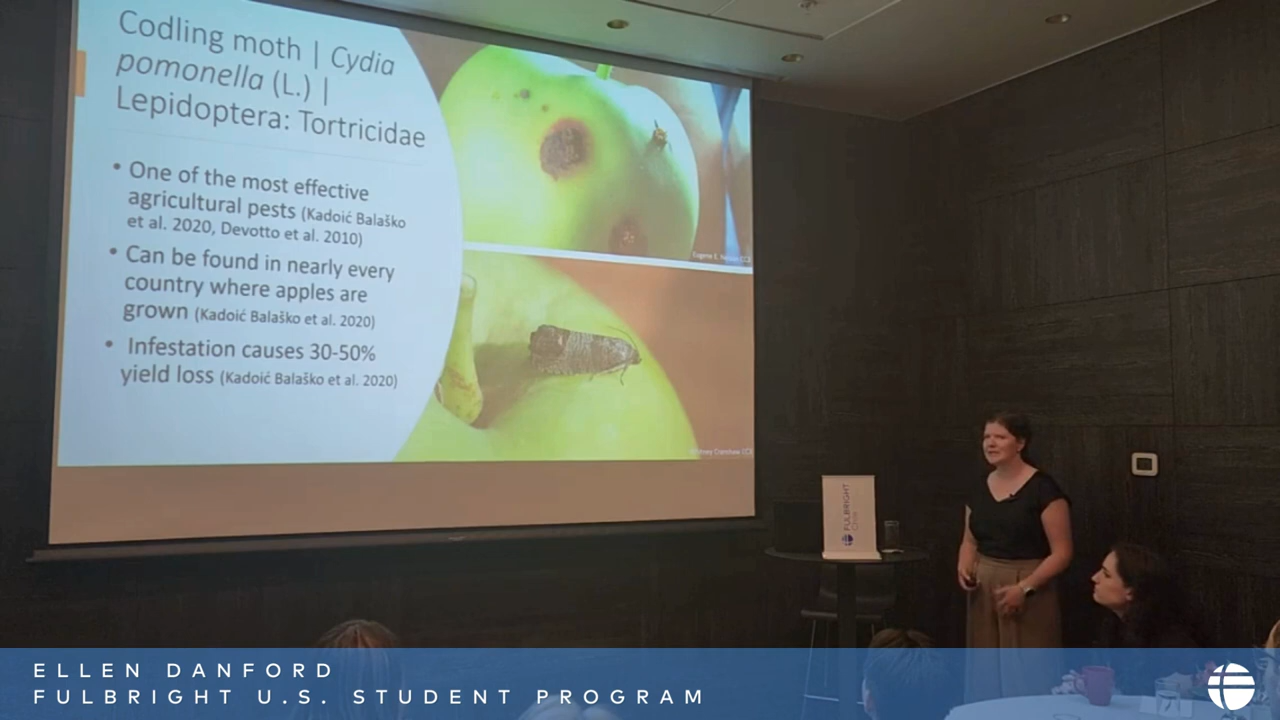 Codling moth | Cydia
pomonella (L.) |
Lepidoptera: Tortricidae
• One of the most effective
agricultural pests (Kadoić Balaško
et al. 2020, Devotto et al. 2010)
• Can be found in nearly every
country where apples are
grown (Kadoić Balaško et al. 2020)
• Infestation causes 30-50%
yield loss (Kadoić Balaško et al. 2020)
Eugene E.
Cranshaw
FULBRIGHT
ELLEN DANFORD
FULBRIGHT U.S. STUDENT PROGRAM